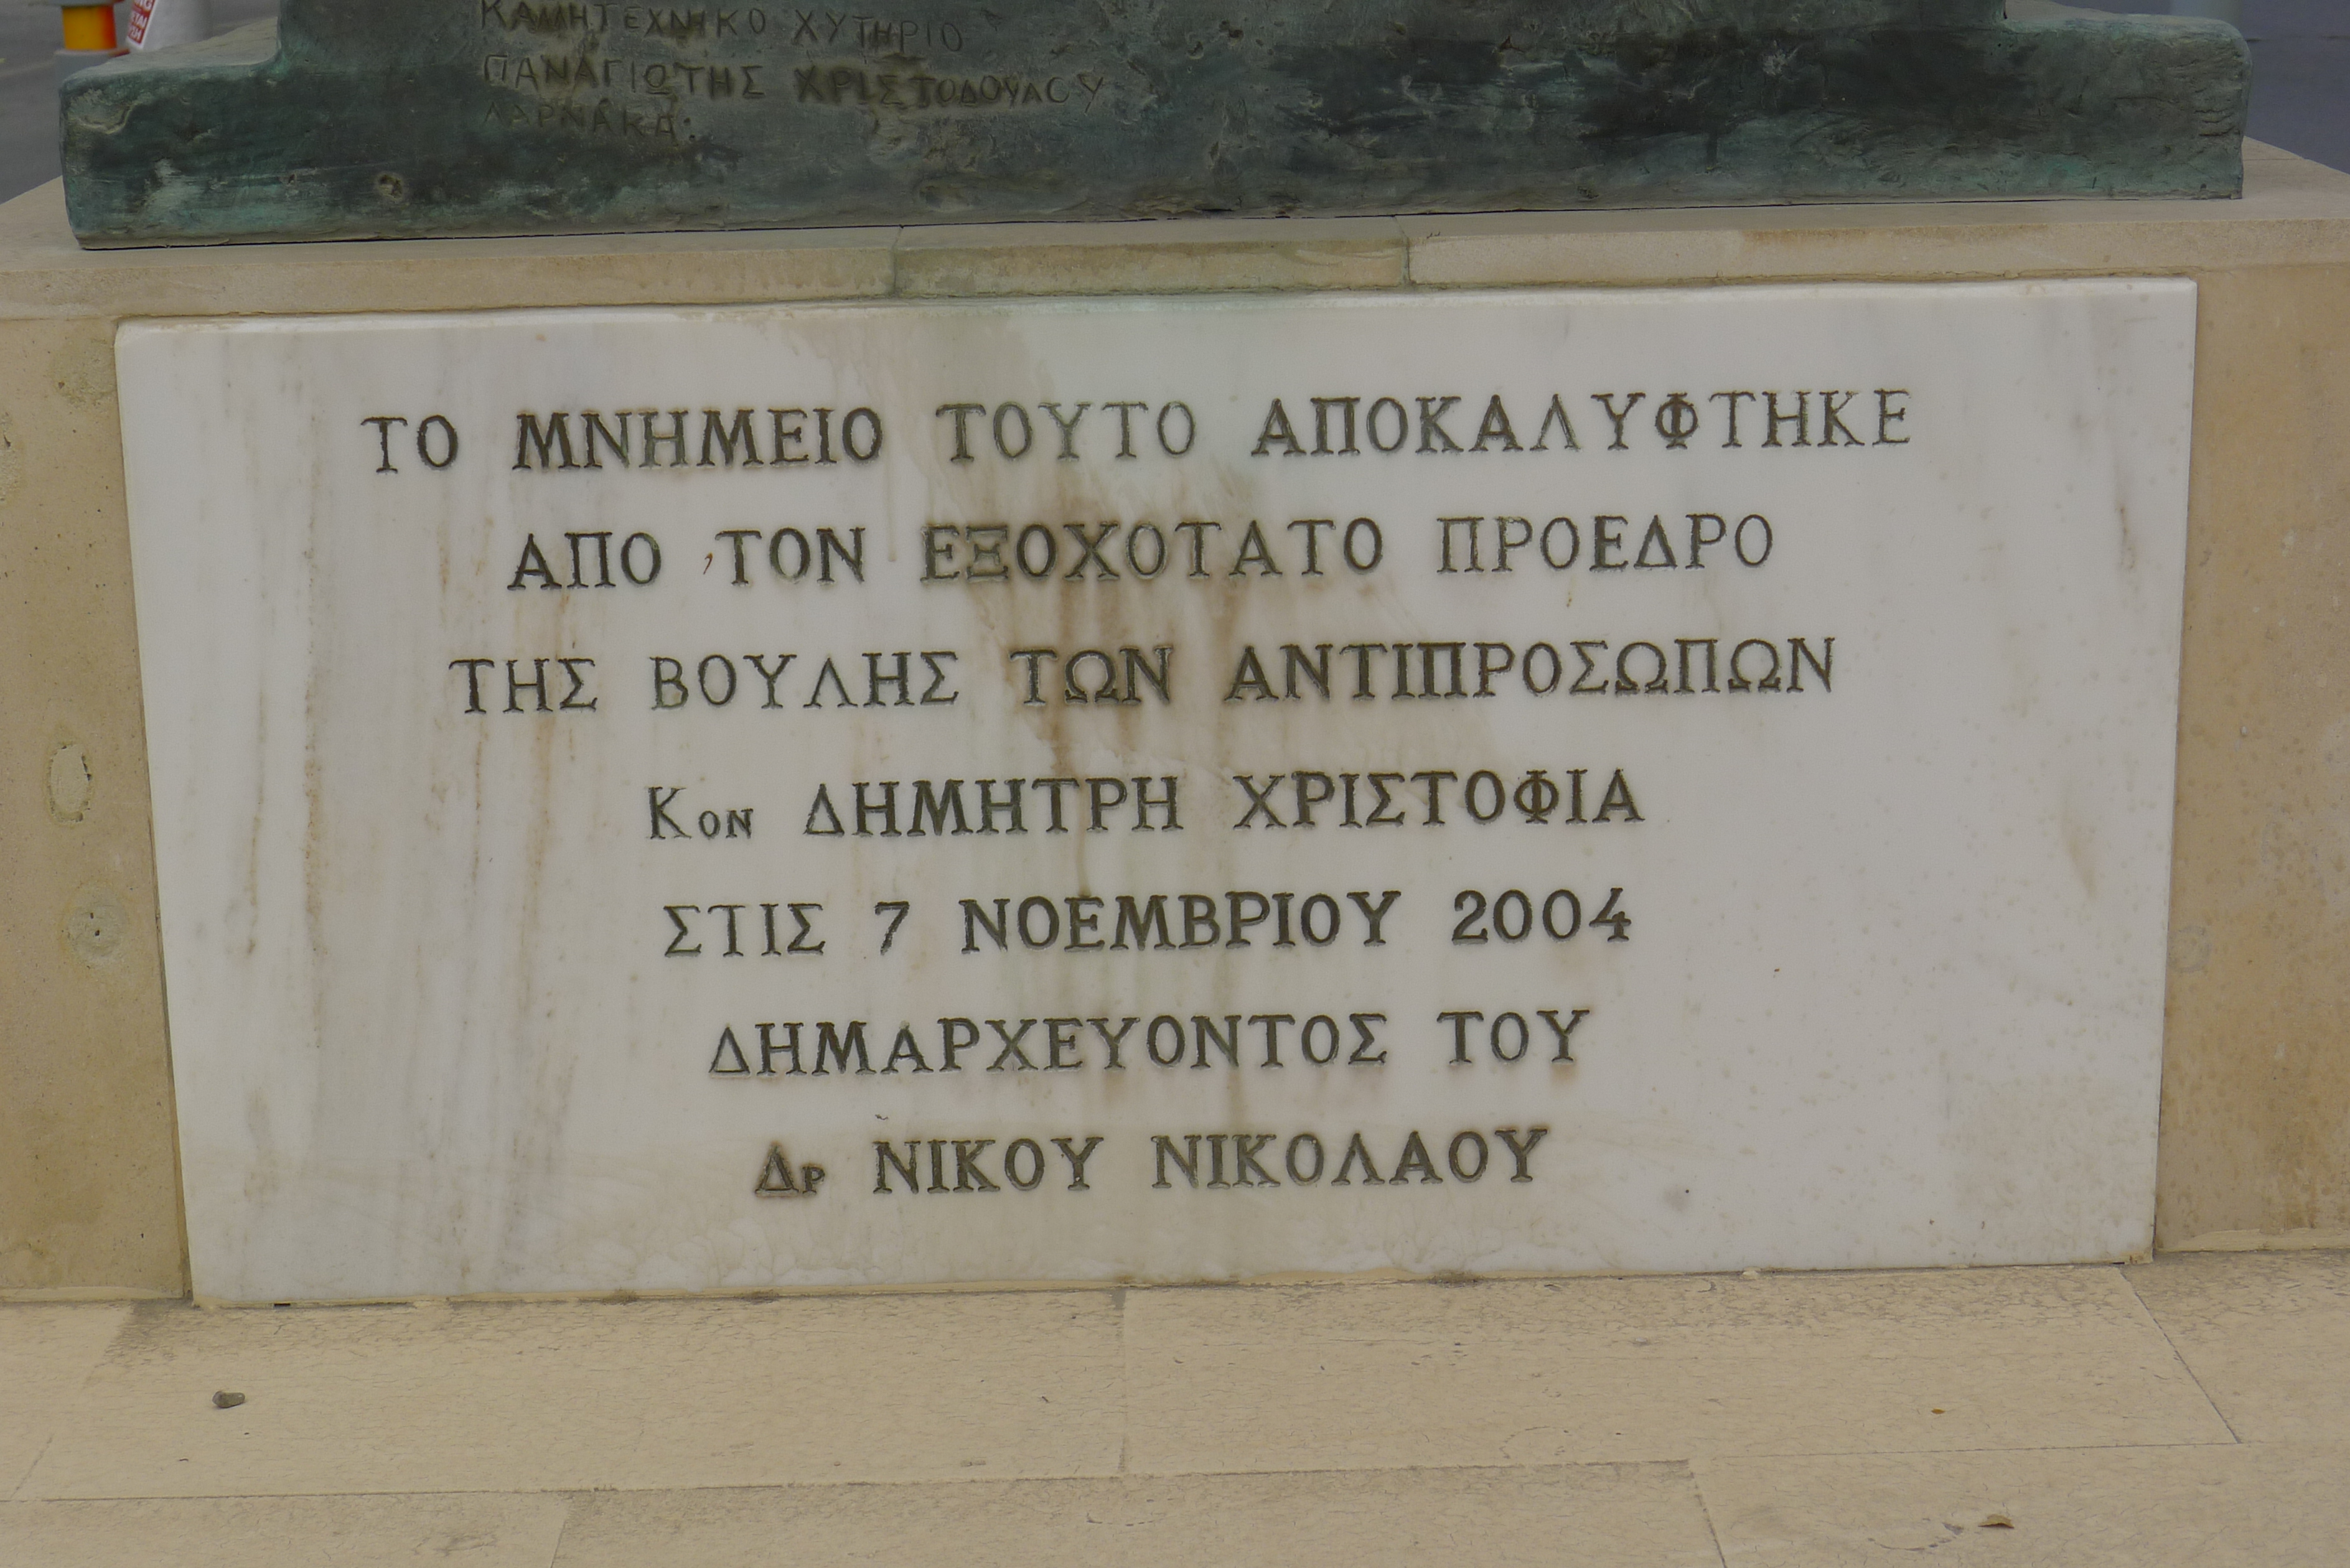 ΚΑΛΛΗΤΕΧΝΙΚΟ ΧΥΤΗΡΙΟ
ΠΑΝΑΓΙΩΤΗΣ ΧΡΙΣΤΟΔΟΥΛΟΥ
ΛΑΡΝΑΚΑ.
ΤΟ ΜΝΗΜΕΙΟ ΤΟΥΤΟ ΑΠΟΚΑΛΥΦΤΗΚΕ
ΑΠΟ ΤΟΝ ΕΞΟΧΟΤΑΤΟ ΠΡΟΕΔΡΟ
ΤΗΣ ΒΟΥΛΗΣ ΤΩΝ ΑΝΤΙΠΡΟΣΩΠΩΝ
Κον ΔΗΜΗΤΡΗ ΧΡΙΣΤΟΦΙΑ
ΣΤΙΣ 7 ΝΟΕΜΒΡΙΟΥ 2004
ΔΗΜΑΡΧΕΥΟΝΤΟΣ ΤΟΥ
Δρ ΝΙΚΟΥ ΝΙΚΟΛΑΟΥ